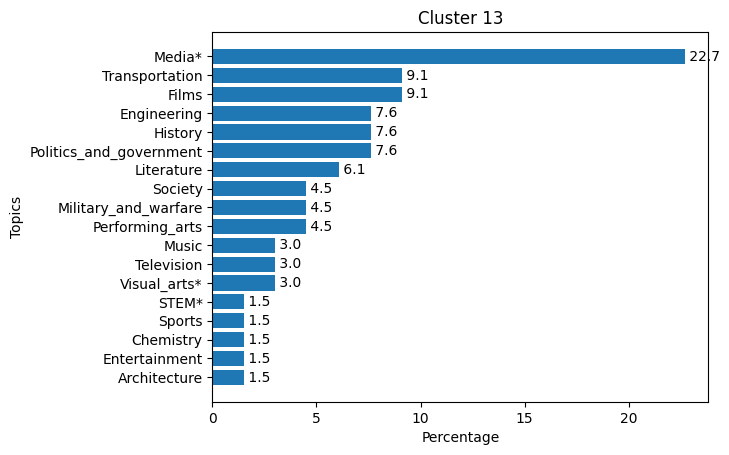 Cluster 13
Topics
Media* 22.7
Transportation 9.1
Films 9.1
Engineering 7.6
History 7.6
Politics_and_government 7.6
Literature 6.1
Society 4.5
Military_and_warfare 4.5
Performing_arts 4.5
Music 3.0
Television 3.0
Visual_arts* 3.0
STEM* 1.5
Sports 1.5
Chemistry 1.5
Entertainment 1.5
Architecture 1.5
0 5 10 15 20
Percentage